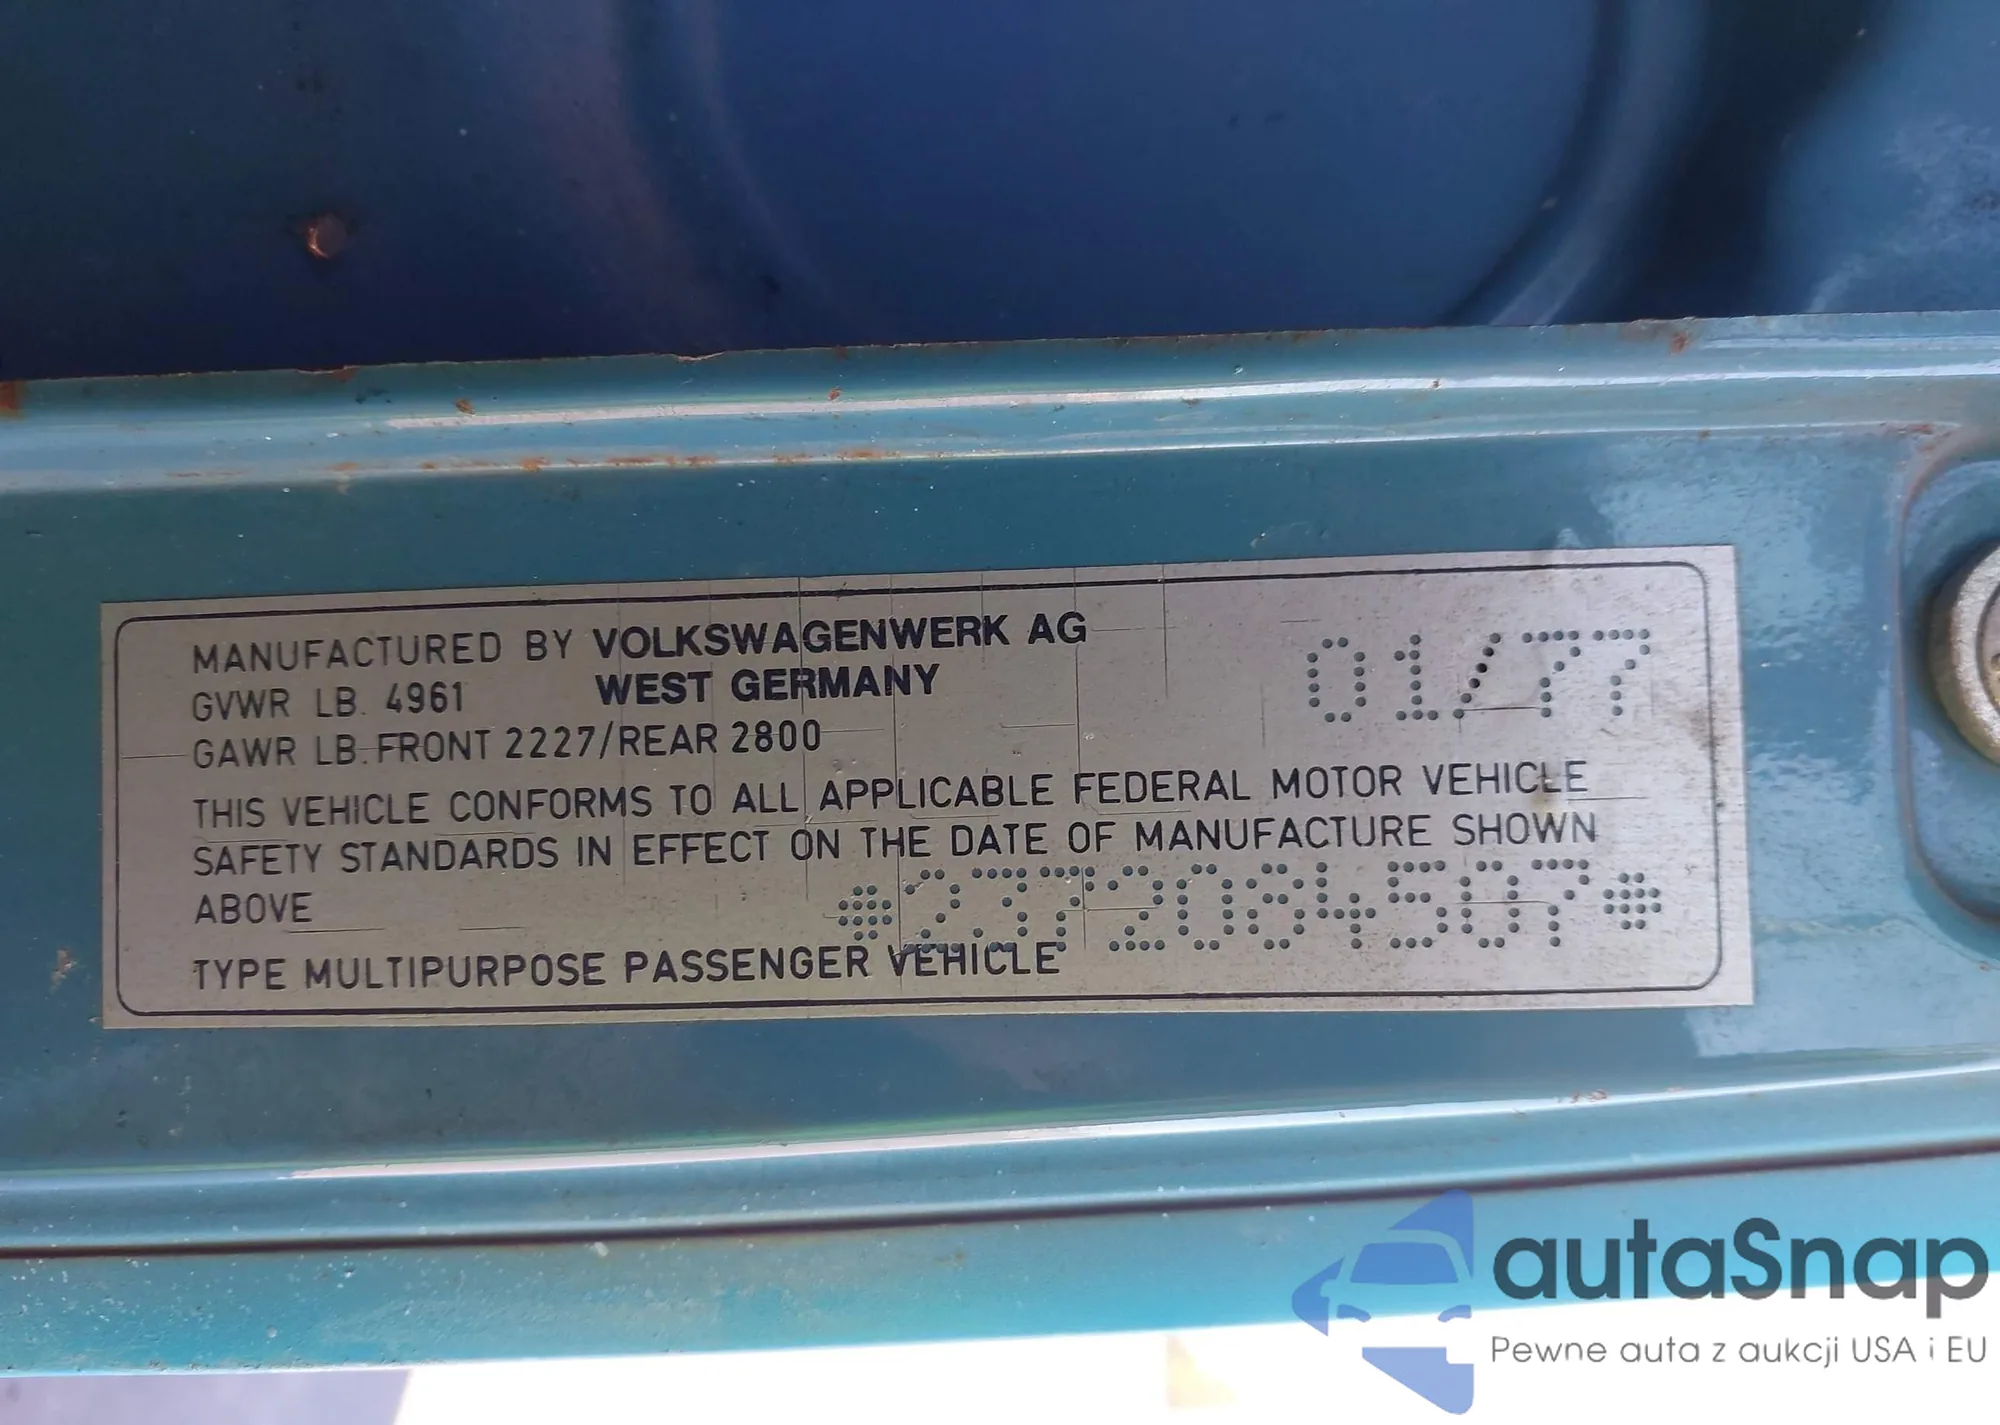 MANUFACTURED BY VOLKSWAGENWERK AG
GVWR LB. 4961 WEST GERMANY
01/77
GAWR LB. FRONT 2227/REAR 2800
THIS VEHICLE CONFORMS TO ALL APPLICABLE FEDERAL MOTOR VEHICLE
SAFETY STANDARDS IN EFFECT ON THE DATE OF MANUFACTURE SHOWN
ABOVE
*2372084507*
TYPE MULTIPURPOSE PASSENGER VEHICLE
autaSnap
Pewne auta z aukcji USA i EU